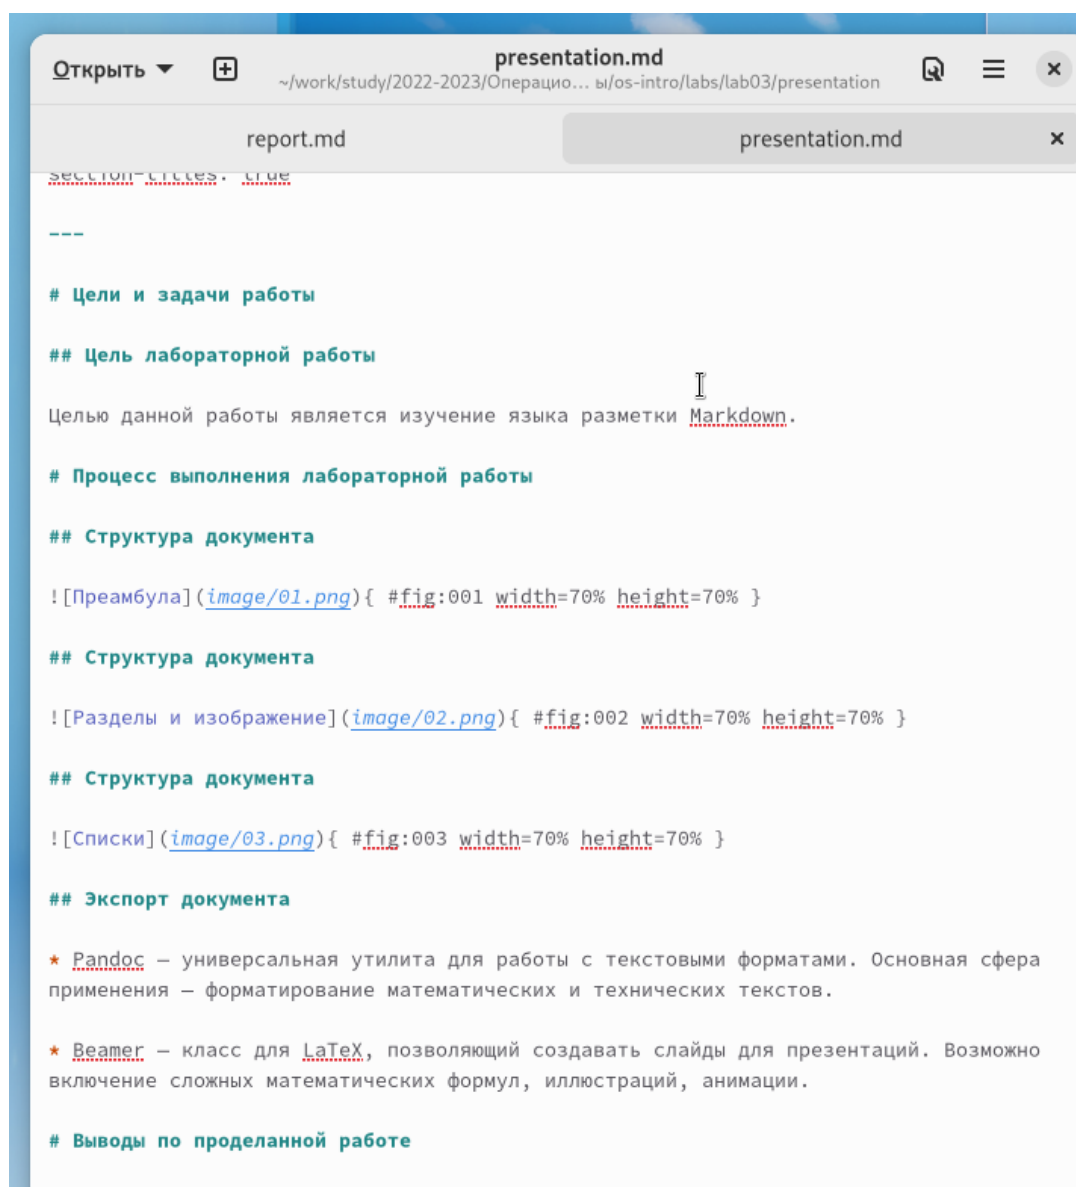 Открыть
presentation.md
~/work/study/2022-2023/Операцио… ы/os-intro/labs/lab03/presentation
report.md
presentation.md
section-titles: true
---
# Цели и задачи работы
## Цель лабораторной работы
Целью данной работы является изучение языка разметки Markdown.
# Процесс выполнения лабораторной работы
## Структура документа
![Преамбула](image/01.png){ #fig:001 width=70% height=70% }
## Структура документа
![Разделы и изображение](image/02.png){ #fig:002 width=70% height=70% }
## Структура документа
![Списки](image/03.png){ #fig:003 width=70% height=70% }
## Экспорт документа
* Pandoc — универсальная утилита для работы с текстовыми форматами. Основная сфера
применения — форматирование математических и технических текстов.
* Beamer — класс для LaTeX, позволяющий создавать слайды для презентаций. Возможно
включение сложных математических формул, иллюстраций, анимации.
# Выводы по проделанной работе